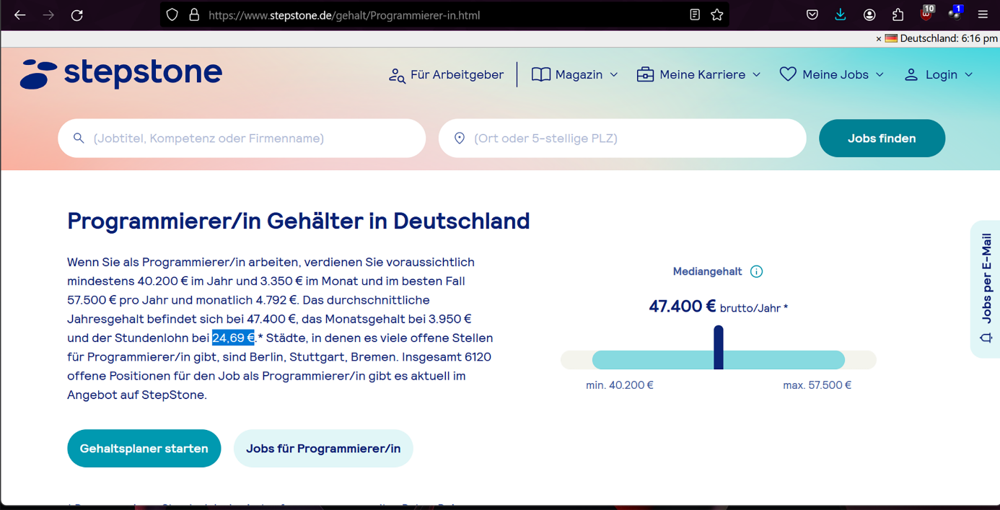 https://www.stepstone.de/gehalt/Programmierer-in.html
10
1
× Deutschland: 6:16 pm
stepstone
Für Arbeitgeber
Magazin
Meine Karriere
Meine Jobs
Login
(Jobtitel, Kompetenz oder Firmenname)
(Ort oder 5-stellige PLZ)
Jobs finden
Programmierer/in Gehälter in Deutschland
Wenn Sie als Programmierer/in arbeiten, verdienen Sie voraussichtlich
mindestens 40.200 € im Jahr und 3.350 € im Monat und im besten Fall
57.500 € pro Jahr und monatlich 4.792 €. Das durchschnittliche
Jahresgehalt befindet sich bei 47.400 €, das Monatsgehalt bei 3.950 €
und der Stundenlohn bei 24,69 €.* Städte, in denen es viele offene Stellen
für Programmierer/in gibt, sind Berlin, Stuttgart, Bremen. Insgesamt 6120
offene Positionen für den Job als Programmierer/in gibt es aktuell im
Angebot auf StepStone.
Gehaltsplaner starten
Jobs für Programmierer/in
Mediangehalt
47.400 € brutto/Jahr *
min. 40.200 €
max. 57.500 €
Jobs per E-Mail